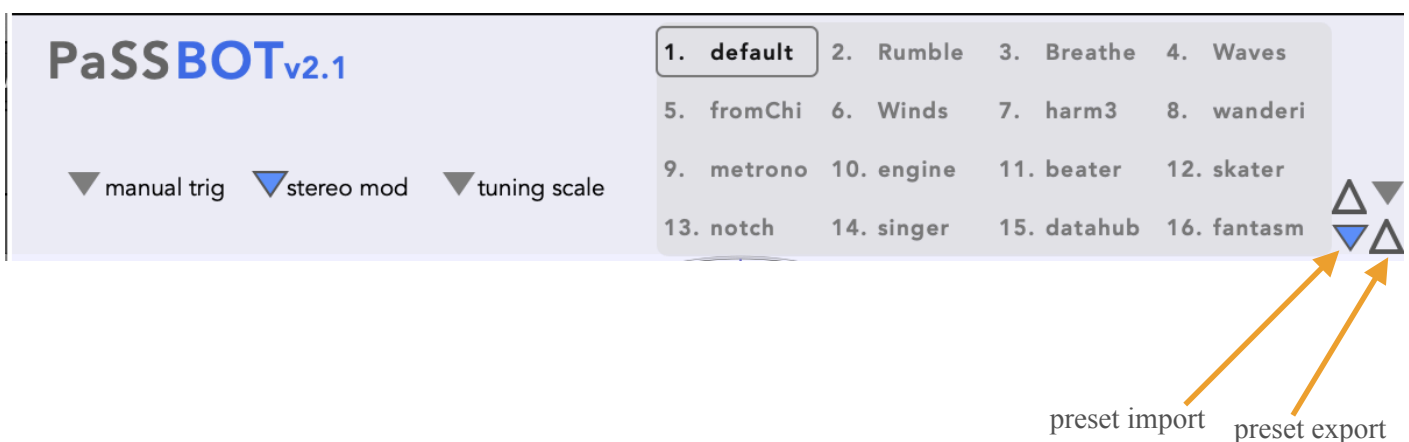 PaSSBOTv2.1
manual trig stereo mod tuning scale
1. default 2. Rumble 3. Breathe 4. Waves
5. fromChi 6. Winds 7. harm3 8. wanderi
9. metrono 10. engine 11. beater 12. skater
13. notch 14. singer 15. datahub 16. fantasm
preset import preset export